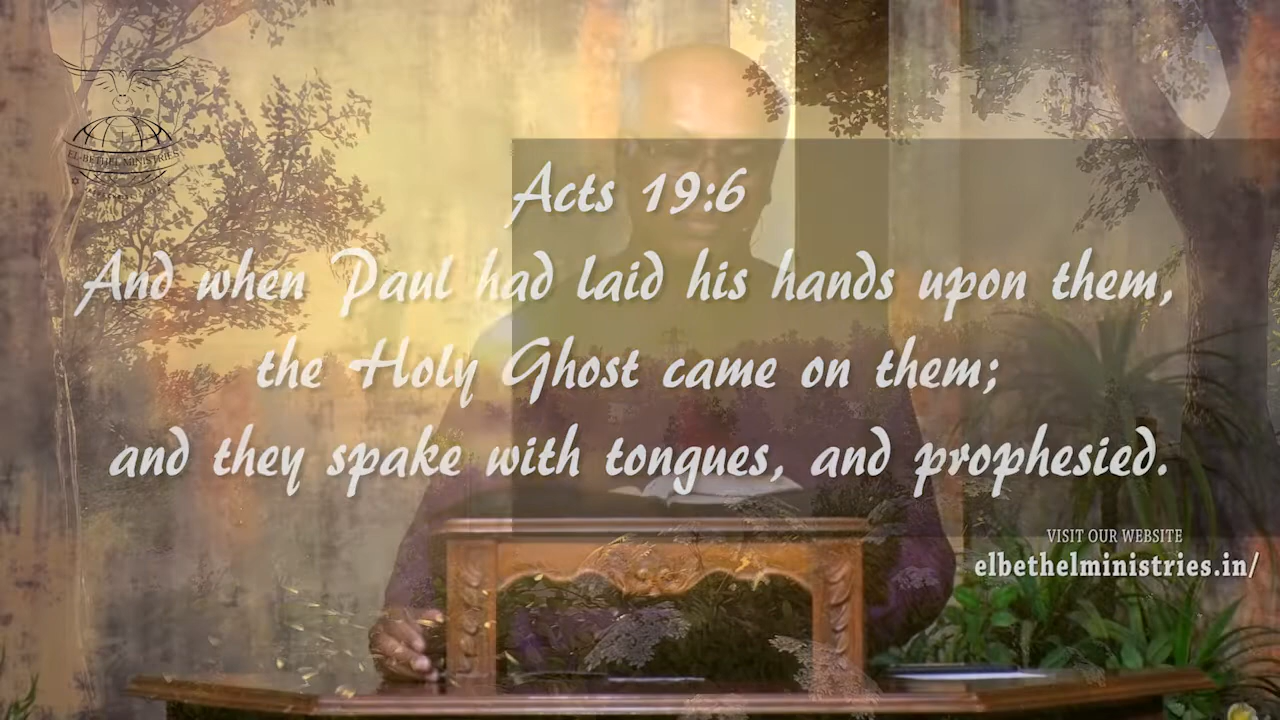 EL-BETHEL MINISTRIES
Acts 19:6
And when Paul had laid his hands upon them,
the Holy Ghost came on them;
and they spake with tongues, and prophesied.
VISIT OUR WEBSITE
elbethelministries.in/